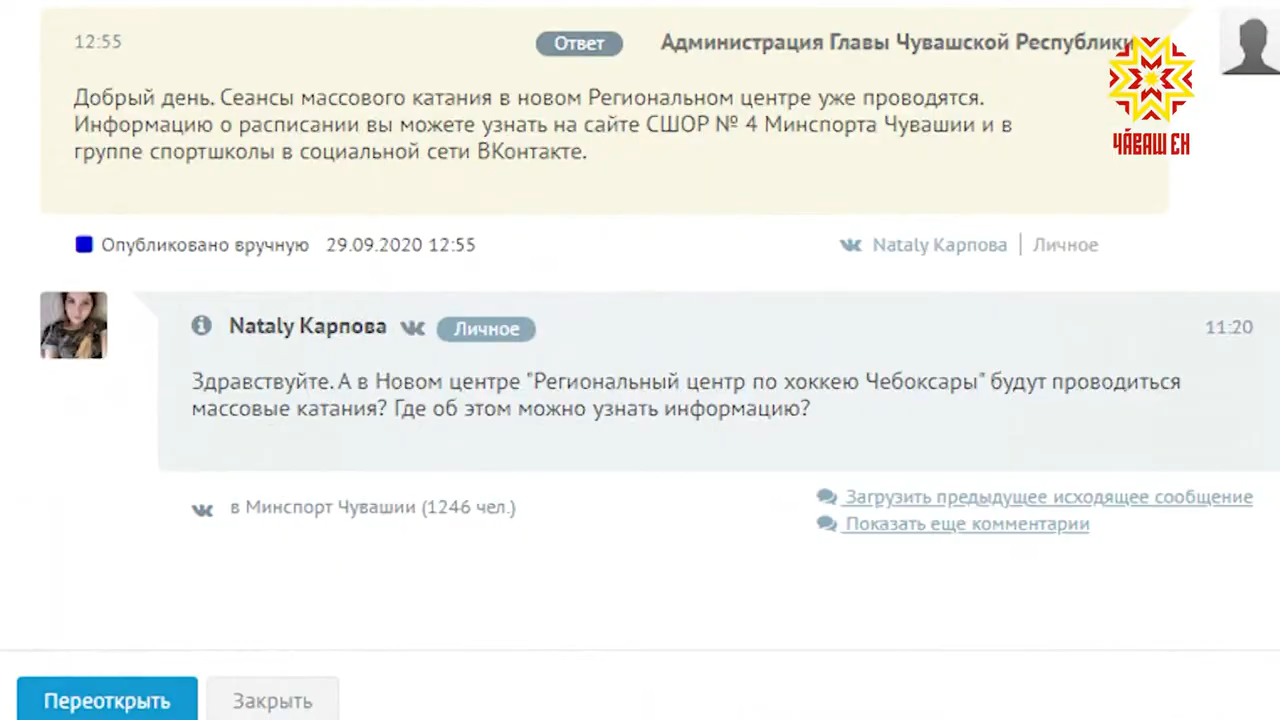 12:55
Ответ
Администрация Главы Чувашской Республики
Добрый день. Сеансы массового катания в новом Региональном центре уже проводятся.
Информацию о расписании вы можете узнать на сайте СШОР № 4 Минспорта Чувашии и в
группе спортшколы в социальной сети ВКонтакте.
ЧӐВАШ ЕН
Опубликовано вручную 29.09.2020 12:55
Nataly Карпова | Личное
Nataly Карпова Личное
11:20
Здравствуйте. А в Новом центре "Региональный центр по хоккею Чебоксары" будут проводиться
массовые катания? Где об этом можно узнать информацию?
в Минспорт Чувашии (1246 чел.)
Загрузить предыдущее исходящее сообщение
Показать еще комментарии
Переоткрыть
Закрыть